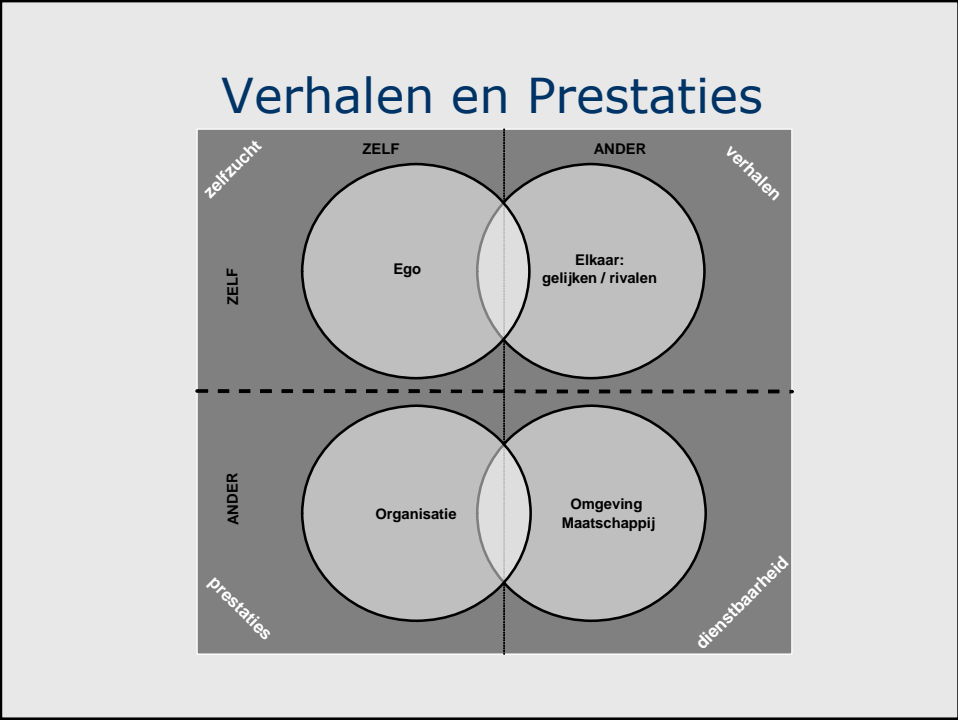 Verhalen en Prestaties
zelfzucht
ZELF
ANDER
verhalen
ZELF
Ego
Elkaar:
gelijken / rivalen
ANDER
Organisatie
Omgeving
Maatschappij
prestaties
dienstbaarheid